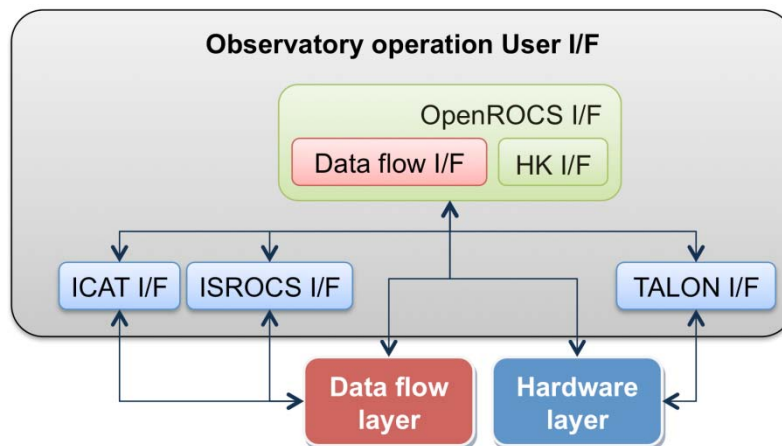 Observatory operation User I/F
OpenROCS I/F
Data flow I/F
HK I/F
ICAT I/F
ISROCS I/F
TALON I/F
Data flow
layer
Hardware
layer